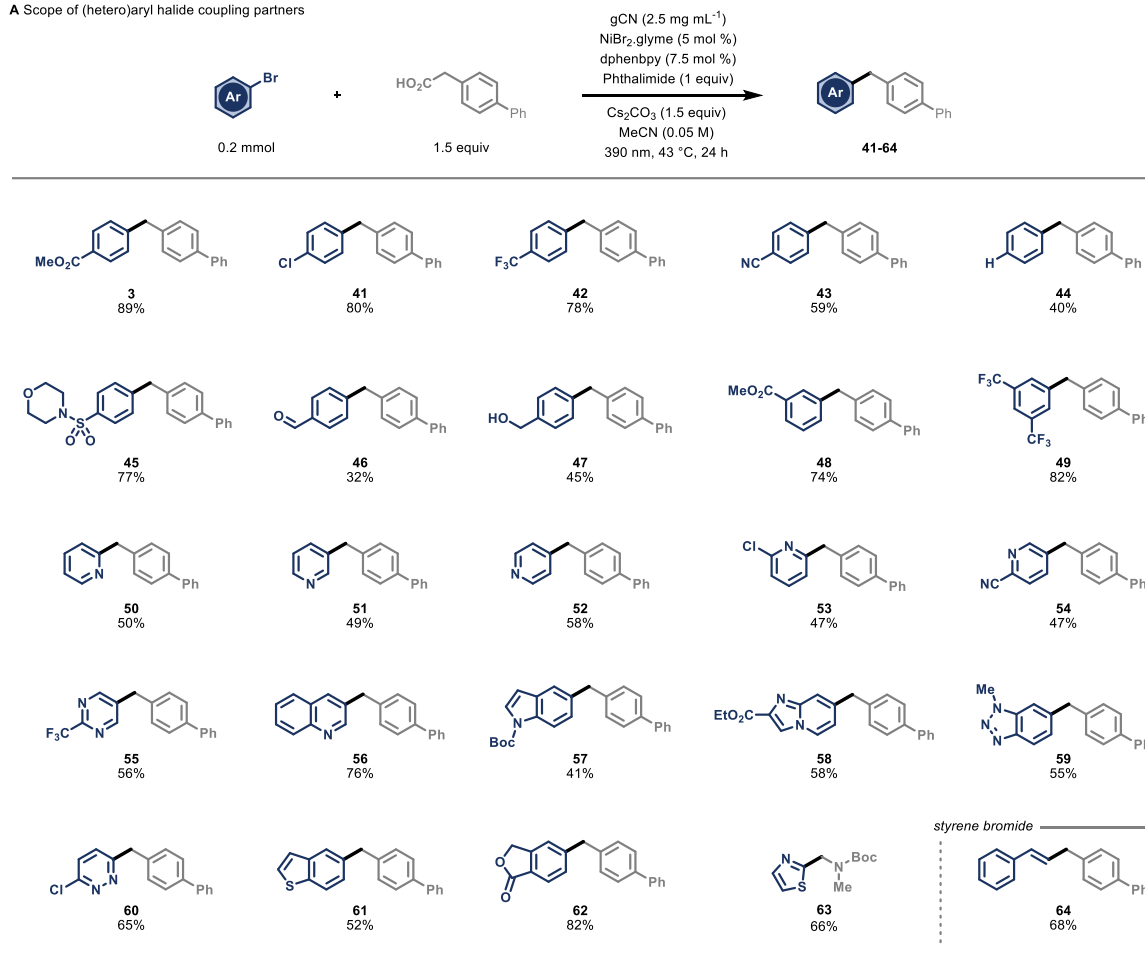 A Scope of (hetero)aryl halide coupling partners
gCN (2.5 mg mL⁻¹)
NiBr₂.glyme (5 mol %)
dphenbpy (7.5 mol %)
Phthalimide (1 equiv)
Ar
Br
+
HO₂C
Ph
Ar
Ph
Cs₂CO₃ (1.5 equiv)
MeCN (0.05 M)
390 nm, 43 °C, 24 h
0.2 mmol
1.5 equiv
41-64
MeO₂C Ph
Cl Ph
F₃C Ph
NC Ph
H Ph
3 41 42 43 44
89% 80% 78% 59% 40%
O N S O O Ph
O Ph
HO Ph
MeO₂C Ph
F₃C CF₃ Ph
45 46 47 48 49
77% 32% 45% 74% 82%
N Ph
N Ph
N Ph
Cl N Ph
N NC Ph
50 51 52 53 54
50% 49% 58% 47% 47%
N N F₃C Ph
N Ph
N Boc Ph
EtO₂C N N Ph
Me N N N Ph
55 56 57 58 59
56% 76% 41% 58% 55%
styrene bromide
Cl N N Ph
S Ph
O O Ph
N S N Boc Me
Ph
60 61 62 63 64
65% 52% 82% 66% 68%